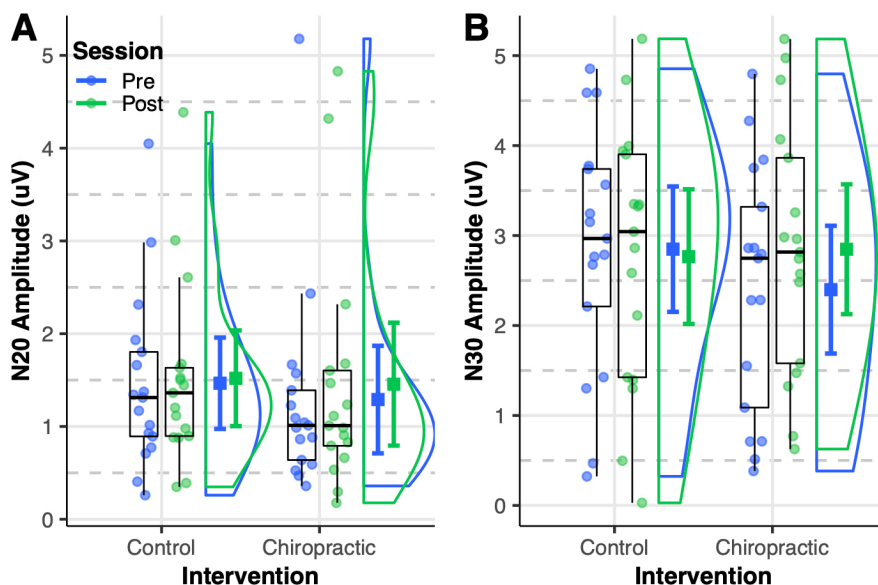 A
Session
Pre
Post
N20 Amplitude (uV)
5
4
3
2
1
0
Control
Chiropractic
Intervention
B
N30 Amplitude (uV)
5
4
3
2
1
0
Control
Chiropractic
Intervention